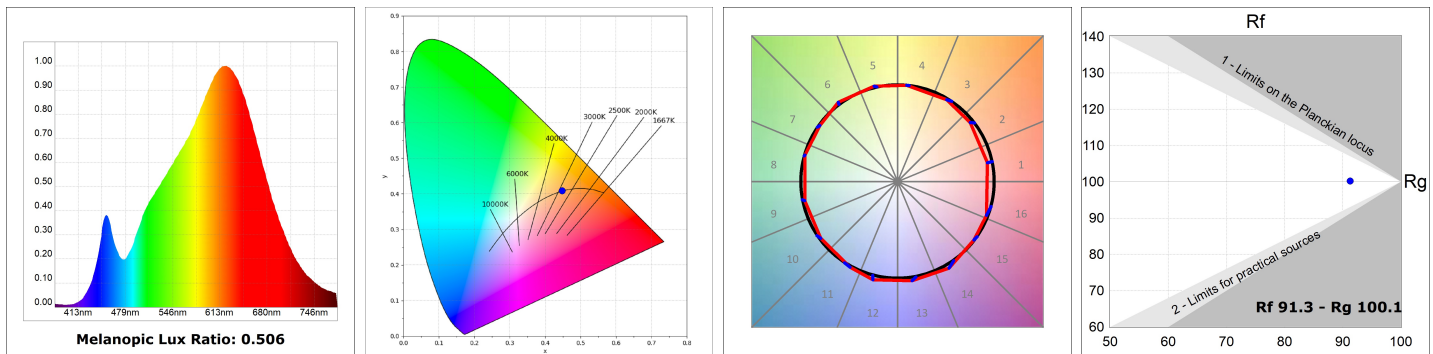 1.00
0.90
0.80
0.70
0.60
0.50
0.40
0.30
0.20
0.10
0.00
413nm 479nm 546nm 613nm 680nm 746nm
Melanopic Lux Ratio: 0.506
0.9
0.8
0.7
0.6
0.5
0.4
0.3
0.2
0.1
0.0
y
0.0 0.1 0.2 0.3 0.4 0.5 0.6 0.7 0.8
x
10000K
6000K
4000K
3000K
2500K
2000K
1667K
1
2
3
4
5
6
7
8
9
10
11
12
13
14
15
16
Rf
140
130
120
110
100
90
80
70
60
50 60 70 80 90 100
Rg
1 - Limits on the Planckian locus
2 - Limits for practical sources
Rf 91.3 - Rg 100.1